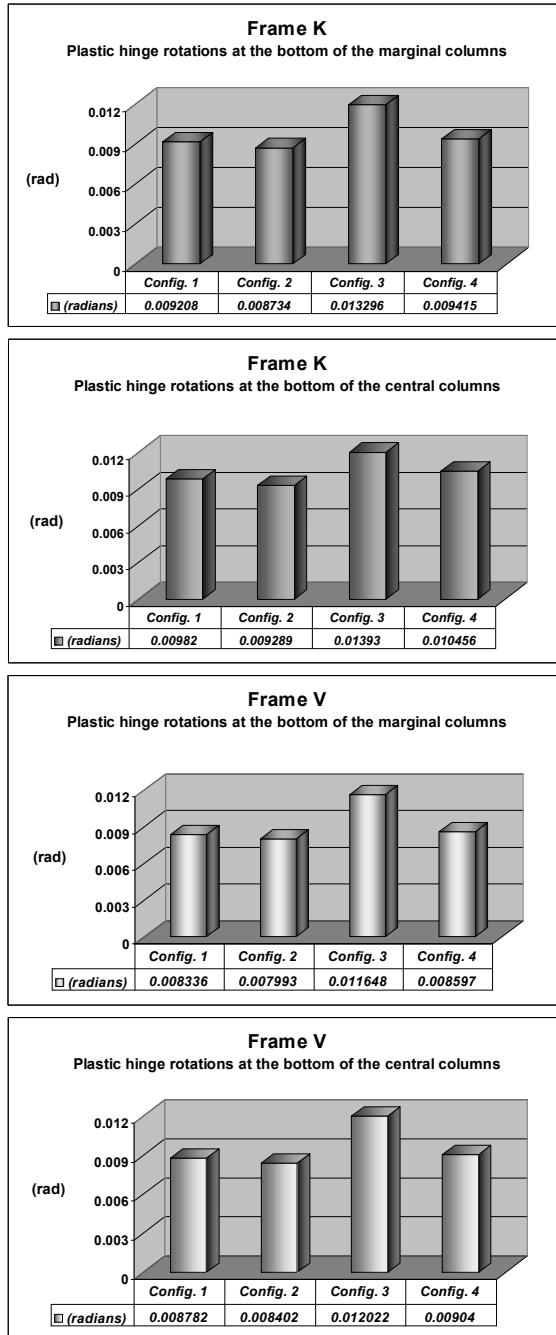 Frame K
Plastic hinge rotations at the bottom of the marginal columns
0.012
0.009
(rad)
0.006
0.003
0
Config. 1 Config. 2 Config. 3 Config. 4
(radians) 0.009208 0.008734 0.013296 0.009415
Frame K
Plastic hinge rotations at the bottom of the central columns
0.012
0.009
(rad)
0.006
0.003
0
Config. 1 Config. 2 Config. 3 Config. 4
(radians) 0.00982 0.009289 0.01393 0.010456
Frame V
Plastic hinge rotations at the bottom of the marginal columns
0.012
0.009
(rad)
0.006
0.003
0
Config. 1 Config. 2 Config. 3 Config. 4
(radians) 0.008336 0.007993 0.011648 0.008597
Frame V
Plastic hinge rotations at the bottom of the central columns
0.012
0.009
(rad)
0.006
0.003
0
Config. 1 Config. 2 Config. 3 Config. 4
(radians) 0.008782 0.008402 0.012022 0.00904